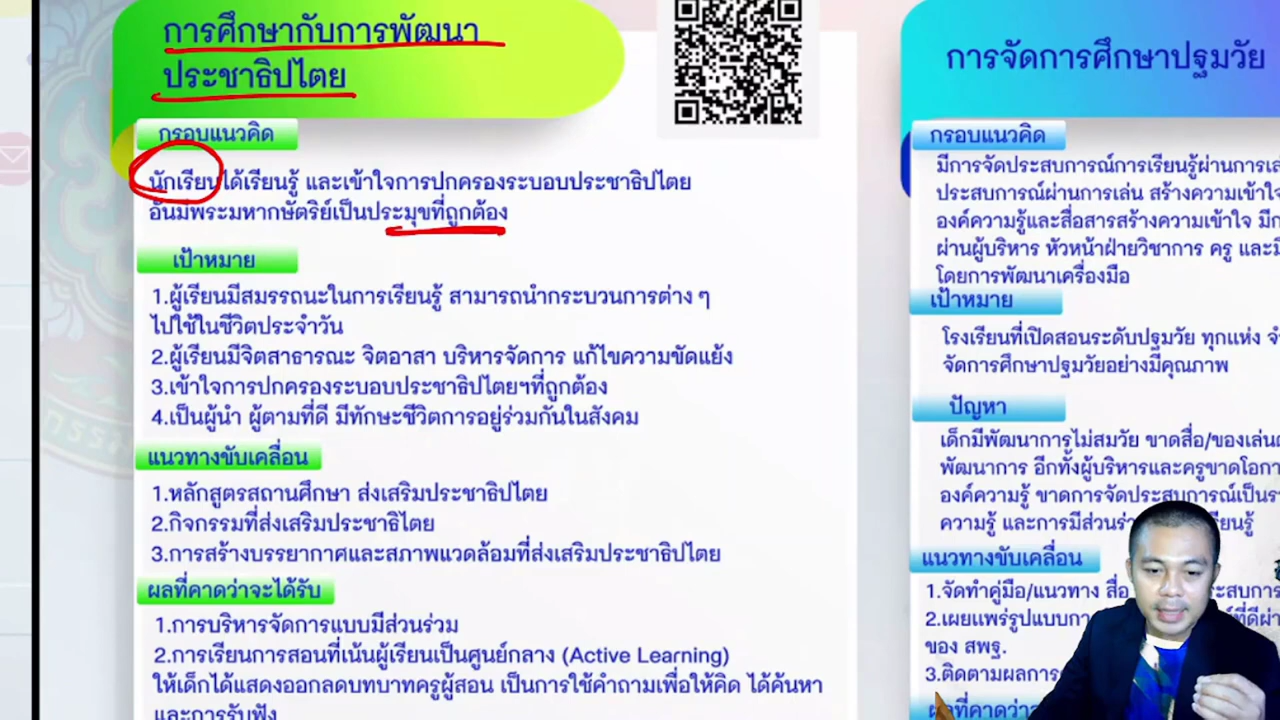 การศึกษากับการพัฒนา
ประชาธิปไตย
กรอบแนวคิด
นักเรียนได้เรียนรู้ และเข้าใจการปกครองระบอบประชาธิปไตย
อันมีพระมหากษัตริย์เป็นประมุขที่ถูกต้อง
เป้าหมาย
1.ผู้เรียนมีสมรรถนะในการเรียนรู้ สามารถนำกระบวนการต่าง ๆ
ไปใช้ในชีวิตประจำวัน
2.ผู้เรียนมีจิตสาธารณะ จิตอาสา บริหารจัดการ แก้ไขความขัดแย้ง
3.เข้าใจการปกครองระบอบประชาธิปไตยฯที่ถูกต้อง
4.เป็นผู้นำ ผู้ตามที่ดี มีทักษะชีวิตการอยู่ร่วมกันในสังคม
แนวทางขับเคลื่อน
1.หลักสูตรสถานศึกษา ส่งเสริมประชาธิปไตย
2.กิจกรรมที่ส่งเสริมประชาธิไตย
3.การสร้างบรรยากาศและสภาพแวดล้อมที่ส่งเสริมประชาธิปไตย
ผลที่คาดว่าจะได้รับ
1.การบริหารจัดการแบบมีส่วนร่วม
2.การเรียนการสอนที่เน้นผู้เรียนเป็นศูนย์กลาง (Active Learning)
ให้เด็กได้แสดงออกลดบทบาทครูผู้สอน เป็นการใช้คำถามเพื่อให้คิด ได้ค้นหา
และการรับฟัง
การจัดการศึกษาปฐมวัย
กรอบแนวคิด
มีการจัดประสบการณ์การเรียนรู้ผ่านการ
ประสบการณ์ผ่านการเล่น สร้างความเข้าใจ
องค์ความรู้และสื่อสารสร้างความเข้าใจ
ผ่านผู้บริหาร หัวหน้าฝ่ายวิชาการ ครู และ
โดยการพัฒนาเครื่องมือ
เป้าหมาย
โรงเรียนที่เปิดสอนระดับปฐมวัย ทุกแห่ง
จัดการศึกษาปฐมวัยอย่างมีคุณภาพ
ปัญหา
เด็กมีพัฒนาการไม่สมวัย ขาดสื่อ/ของเล่น
พัฒนาการ อีกทั้งผู้บริหารและครูขาด
องค์ความรู้ ขาดการจัดประสบการณ์เป็น
ความรู้ และการมีส่วน เรียนรู้
แนวทางขับเคลื่อน
1.จัดทำคู่มือ/แนวทาง สื่อ
2.เผยแพร่รูปแบบ
ของ สพฐ.
3.ติดตามผลการ